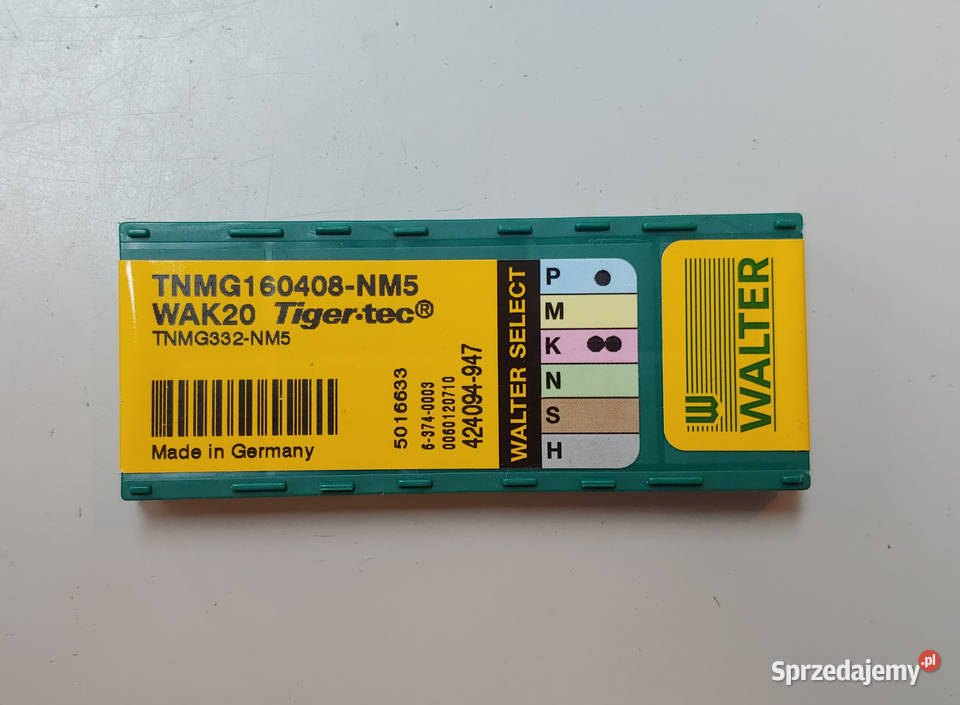 TNMG160408-NM5
WAK20 Tiger·tec®
TNMG332-NM5
Made in Germany
5016633
6-374-0003
0060120710
424094-947
WALTER SELECT
P
M
K
N
S
H
WALTER
Sprzedajemy.pl